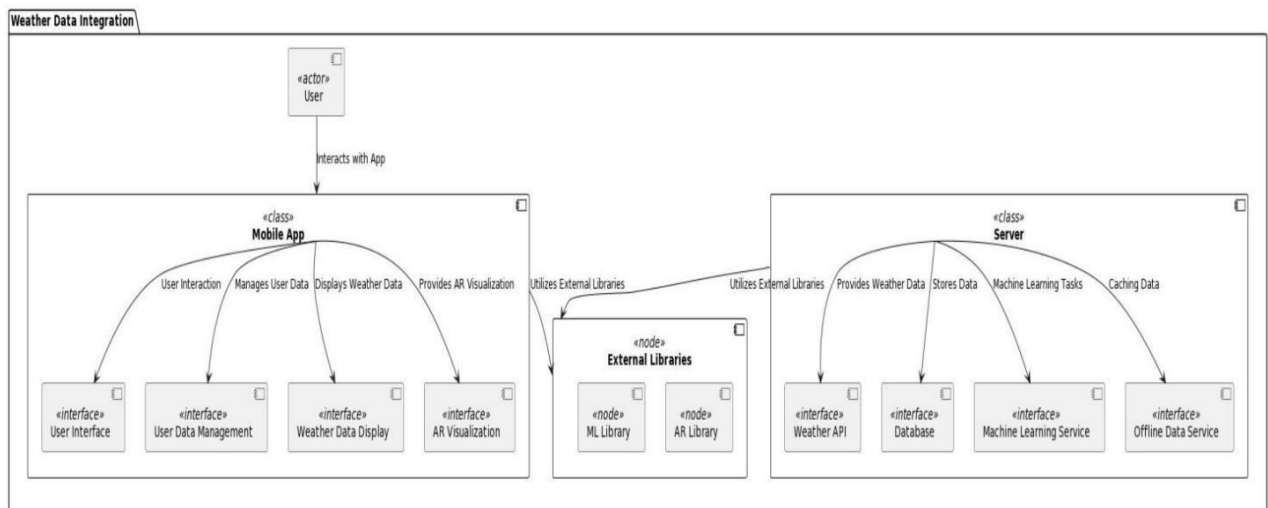 Weather Data Integration
«actor»
User
Interacts with App
«class»
Mobile App
User Interaction
Manages User Data
Displays Weather Data
Provides AR Visualization
«interface»
User Interface
«interface»
User Data Management
«interface»
Weather Data Display
«interface»
AR Visualization
Utilizes External Libraries
«node»
External Libraries
«node»
ML Library
«node»
AR Library
Utilizes External Libraries
«class»
Server
Provides Weather Data
Stores Data
Machine Learning Tasks
Caching Data
«interface»
Weather API
«interface»
Database
«interface»
Machine Learning Service
«interface»
Offline Data Service